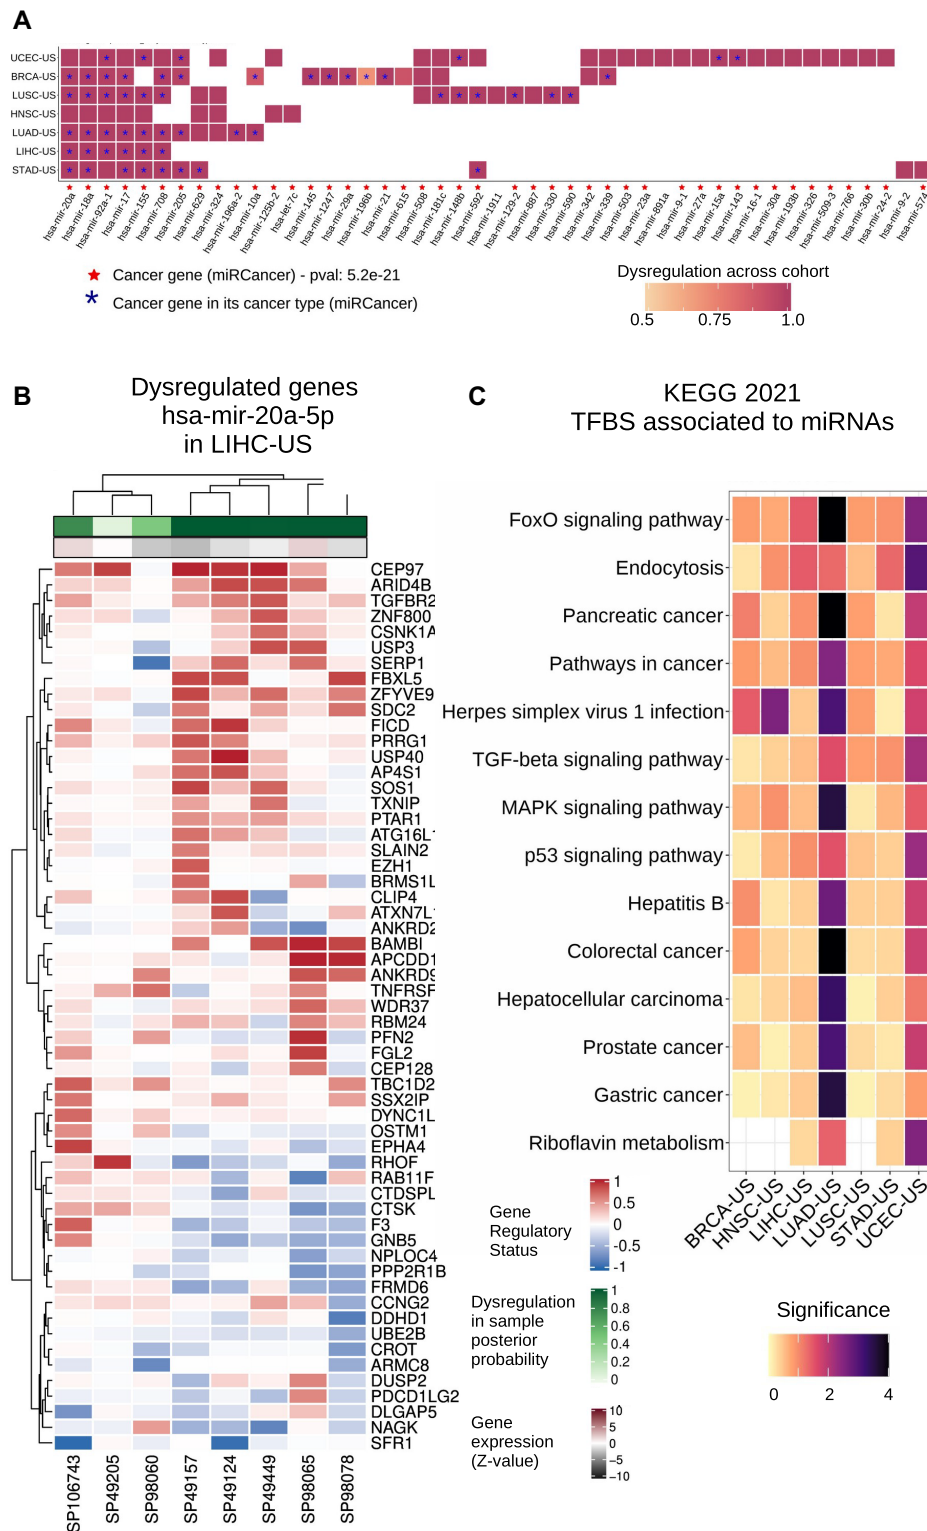 A
UCEC-US
BRCA-US
LUSC-US
HNSC-US
LUAD-US
LIHC-US
STAD-US
hsa-mir-20a
hsa-mir-18a
hsa-mir-92a-1
hsa-mir-17
hsa-mir-155
hsa-mir-708
hsa-mir-205
hsa-mir-629
hsa-mir-324
hsa-mir-196a-2
hsa-mir-10a
hsa-mir-125b-2
hsa-let-7c
hsa-mir-145
hsa-mir-1247
hsa-mir-29a
hsa-mir-196b
hsa-mir-21
hsa-mir-615
hsa-mir-508
hsa-mir-181c
hsa-mir-148b
hsa-mir-592
hsa-mir-1911
hsa-mir-129-2
hsa-mir-887
hsa-mir-330
hsa-mir-590
hsa-mir-342
hsa-mir-339
hsa-mir-503
hsa-mir-23a
hsa-mir-891a
hsa-mir-9-1
hsa-mir-27a
hsa-mir-15a
hsa-mir-143
hsa-mir-16-1
hsa-mir-30a
hsa-mir-193b
hsa-mir-326
hsa-mir-509-3
hsa-mir-766
hsa-mir-30b
hsa-mir-24-2
hsa-mir-9-2
hsa-mir-574
Cancer gene (miRCancer) - pval: 5.2e-21
* Cancer gene in its cancer type (miRCancer)
Dysregulation across cohort
0.5 0.75 1.0
B
Dysregulated genes
hsa-mir-20a-5p
in LIHC-US
CEP97
ARID4B
TGFBR2
ZNF800
CSNK1A
USP3
SERP1
FBXL5
ZFYVE9
SDC2
FICD
PRRG1
USP40
AP4S1
SOS1
TXNIP
PTAR1
ATG16L
SLAIN2
EZH1
BRMS1L
CLIP4
ATXN7L
ANKRD2
BAMBI
APCDD1
ANKRD9
TNFRSF
WDR37
RBM24
PFN2
FGL2
CEP128
TBC1D2
SSX2IP
DYNC1L
OSTM1
EPHA4
RHOF
RAB11F
CTDSPL
CTSK
F3
GNB5
NPLOC4
PPP2R1B
FRMD6
CCNG2
DDHD1
UBE2B
CROT
ARMC8
DUSP2
PDCD1LG2
DLGAP5
NAGK
SFR1
SP106743
SP49205
SP98060
SP49157
SP49124
SP49449
SP98065
SP98078
Gene
Regulatory
Status
1
0.5
0
-0.5
-1
Dysregulation
in sample
posterior
probability
1
0.8
0.6
0.4
0.2
0
Gene
expression
(Z-value)
10
5
0
-5
-10
C
KEGG 2021
TFBS associated to miRNAs
FoxO signaling pathway
Endocytosis
Pancreatic cancer
Pathways in cancer
Herpes simplex virus 1 infection
TGF-beta signaling pathway
MAPK signaling pathway
p53 signaling pathway
Hepatitis B
Colorectal cancer
Hepatocellular carcinoma
Prostate cancer
Gastric cancer
Riboflavin metabolism
BRCA-US
HNSC-US
LIHC-US
LUAD-US
LUSC-US
STAD-US
UCEC-US
Significance
0 2 4